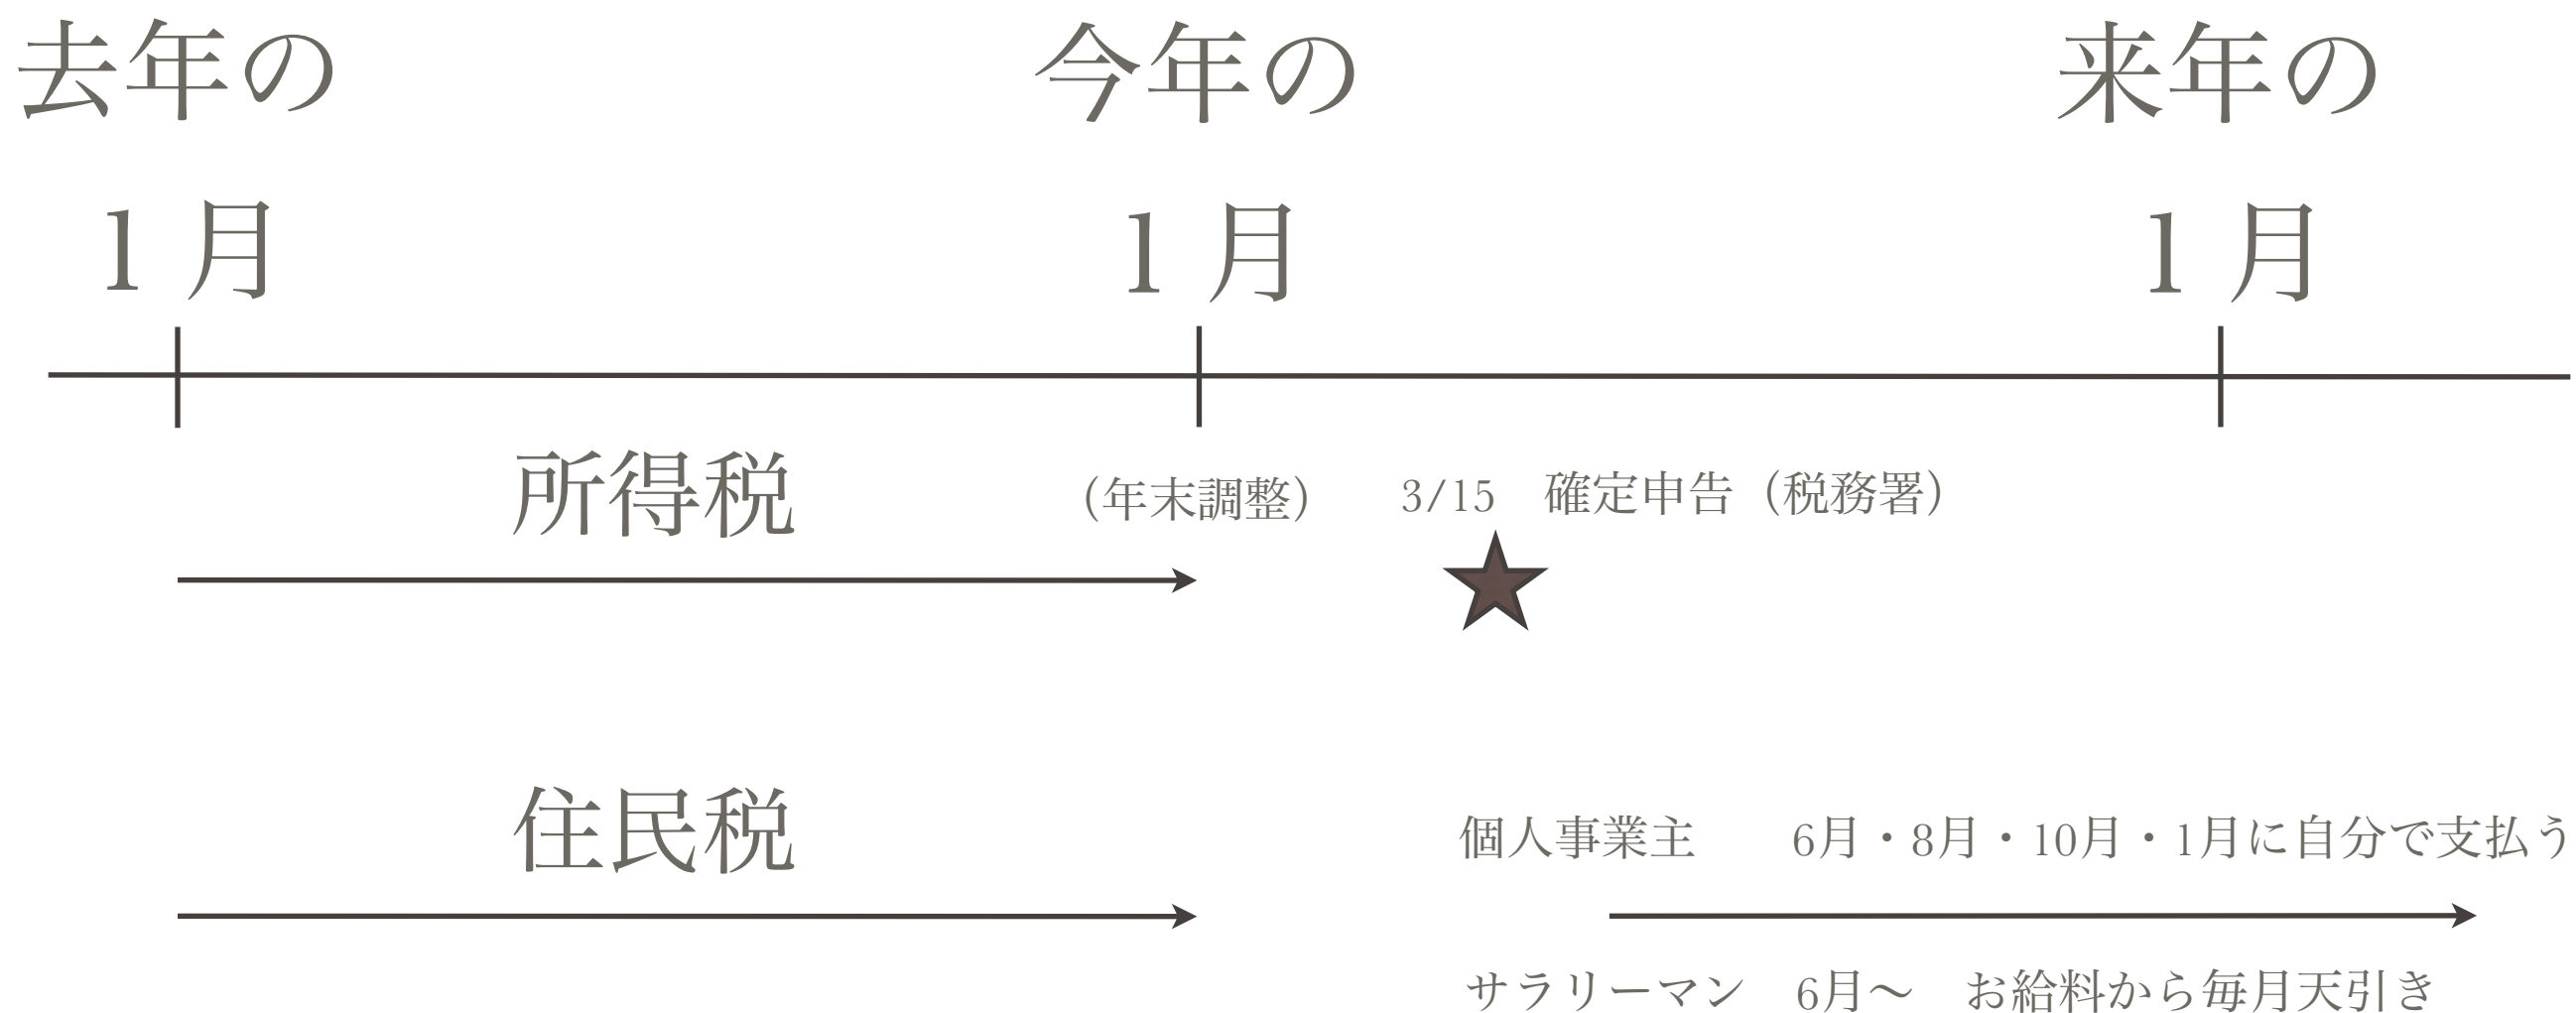 去年の
1月
今年の
1月
来年の
1月
所得税
（年末調整）
3/15　確定申告（税務署）
住民税
個人事業主　　6月・8月・10月・1月に自分で支払う
サラリーマン　6月〜　お給料から毎月天引き